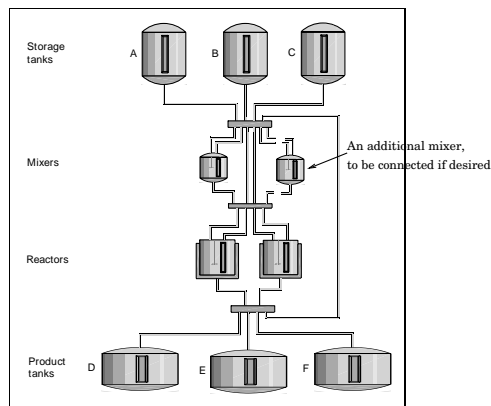 Storage
tanks
A
B
C
Mixers
An additional mixer,
to be connected if desired
Reactors
Product
tanks
D
E
F